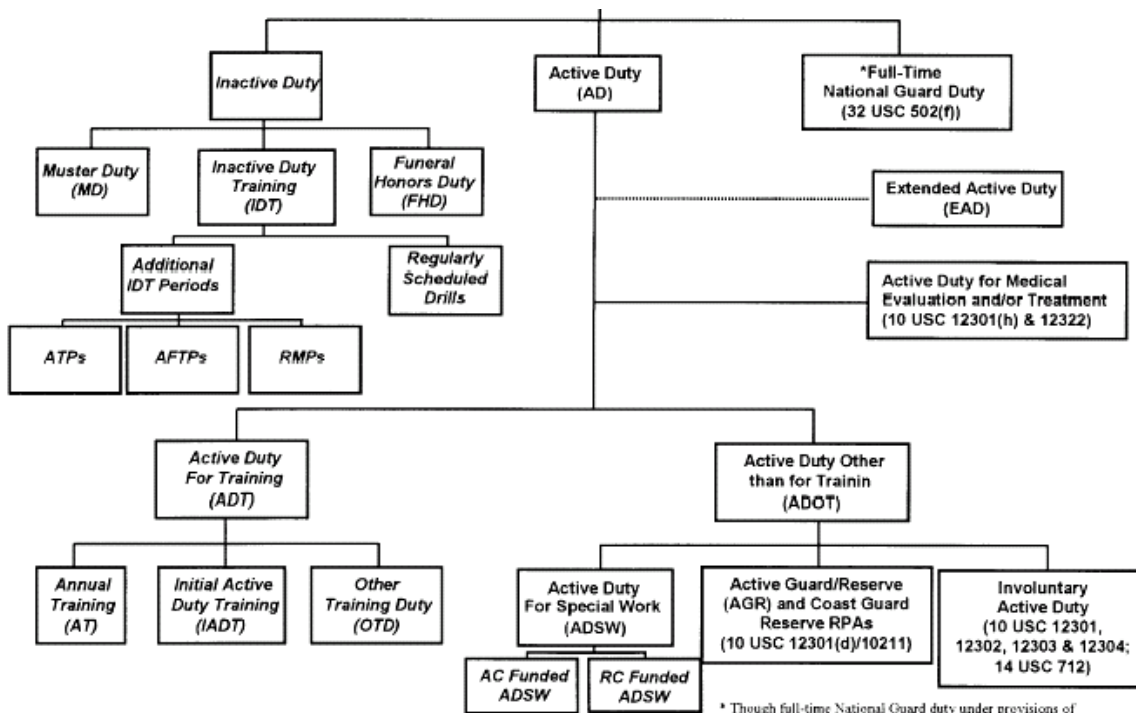 Inactive Duty
Active Duty
(AD)
*Full-Time
National Guard Duty
(32 USC 502(f))
Muster Duty
(MD)
Inactive Duty
Training
(IDT)
Funeral
Honors Duty
(FHD)
Extended Active Duty
(EAD)
Additional
IDT Periods
Regularly
Scheduled
Drills
Active Duty for Medical
Evaluation and/or Treatment
(10 USC 12301(h) & 12322)
ATPs
AFTPs
RMPs
Active Duty
For Training
(ADT)
Active Duty Other
than for Trainin
(ADOT)
Annual
Training
(AT)
Initial Active
Duty Training
(IADT)
Other
Training Duty
(OTD)
Active Duty
For Special Work
(ADSW)
Active Guard/Reserve
(AGR) and Coast Guard
Reserve RPAs
(10 USC 12301(d)/10211)
Involuntary
Active Duty
(10 USC 12301,
12302, 12303 & 12304;
14 USC 712)
AC Funded
ADSW
RC Funded
ADSW
* Though full-time National Guard duty under provisions of